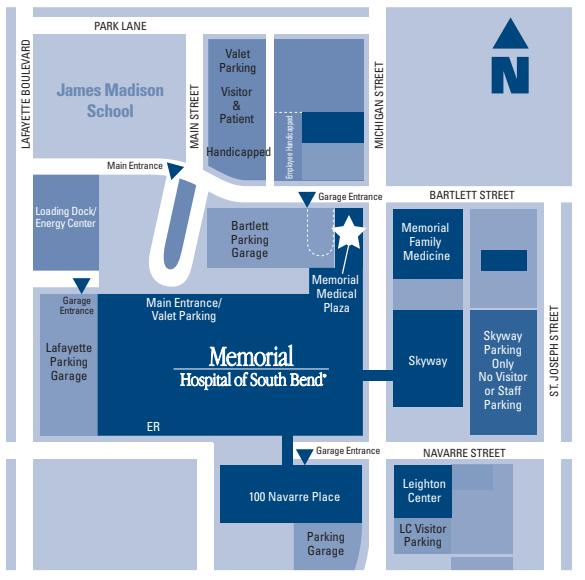 PARK LANE
LAFAYETTE BOULEVARD
James Madison
School
MAIN STREET
Valet
Parking
Visitor
&
Patient
Handicapped
Employee Handicapped
MICHIGAN STREET
N
Main Entrance
Garage Entrance
BARTLETT STREET
Loading Dock/
Energy Center
Bartlett
Parking
Garage
Memorial
Family
Medicine
Memorial
Medical
Plaza
Garage
Entrance
Main Entrance/
Valet Parking
Lafayette
Parking
Garage
Memorial
Hospital of South Bend®
Skyway
Skyway
Parking
Only
No Visitor
or Staff
Parking
ST. JOSEPH STREET
ER
Garage Entrance
NAVARRE STREET
100 Navarre Place
Leighton
Center
LC Visitor
Parking
Parking
Garage